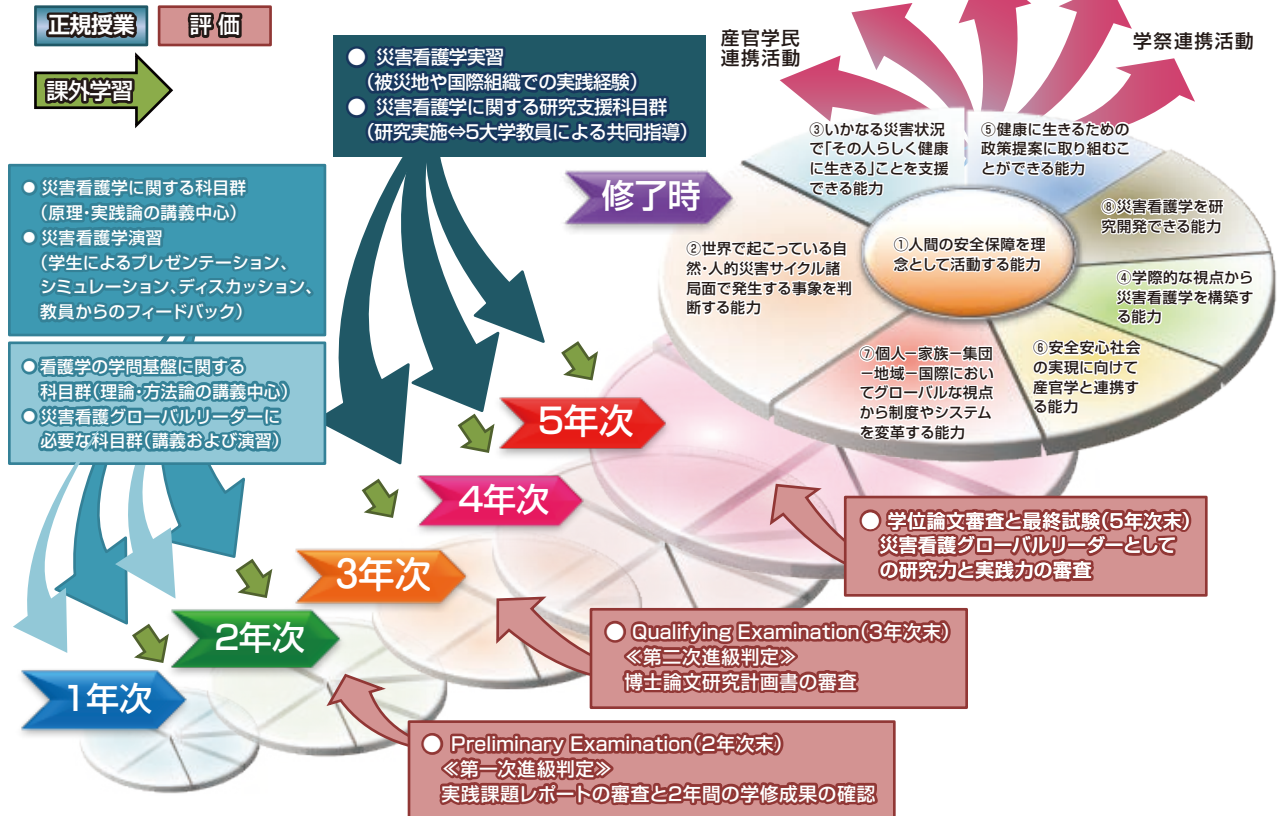 正規授業
評価
課外学習
● 災害看護学実習
(被災地や国際組織での実践経験)
● 災害看護学に関する研究支援科目群
(研究実施⇔5大学教員による共同指導)
産官学民
連携活動
学祭連携活動
● 災害看護学に関する科目群
(原理・実践論の講義中心)
● 災害看護学演習
(学生によるプレゼンテーション、
シミュレーション、ディスカッション、
教員からのフィードバック)
● 看護学の学問基盤に関する
科目群(理論・方法論の講義中心)
● 災害看護グローバルリーダーに
必要な科目群(講義および演習)
修了時
③いかなる災害状況
で「その人らしく健康
に生きる」ことを支援
できる能力
⑤健康に生きるための
政策提案に取り組むこ
とができる能力
⑧災害看護学を研
究開発できる能力
①人間の安全保障を理
念として活動する能力
②世界で起こっている自
然・人的災害サイクル諸
局面で発生する事象を判
断する能力
④学際的な視点から
災害看護学を構築す
る能力
⑦個人−家族−集団
−地域−国際におい
てグローバルな視点
から制度やシステム
を変革する能力
⑥安全安心社会
の実現に向けて
産官学と連携す
る能力
5年次
4年次
3年次
2年次
1年次
● 学位論文審査と最終試験(5年次末)
災害看護グローバルリーダーとして
の研究力と実践力の審査
● Qualifying Examination(3年次末)
≪第二次進級判定≫
博士論文研究計画書の審査
● Preliminary Examination(2年次末)
≪第一次進級判定≫
実践課題レポートの審査と2年間の学修成果の確認